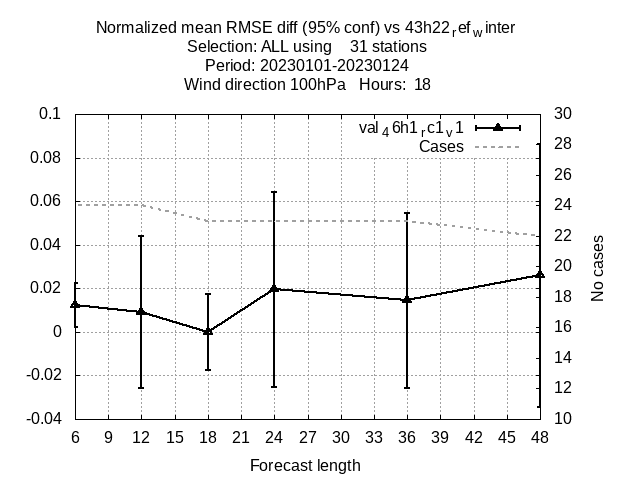 Normalized mean RMSE diff (95% conf) vs 43h22refwinter
Selection: ALL using 31 stations
Period: 20230101-20230124
Wind direction 100hPa Hours: 18
val46h1rc1v1
Cases
0.1
0.08
0.06
0.04
0.02
0
-0.02
-0.04
30
28
26
24
22
20
18
16
14
12
10
No cases
6 9 12 15 18 21 24 27 30 33 36 39 42 45 48
Forecast length